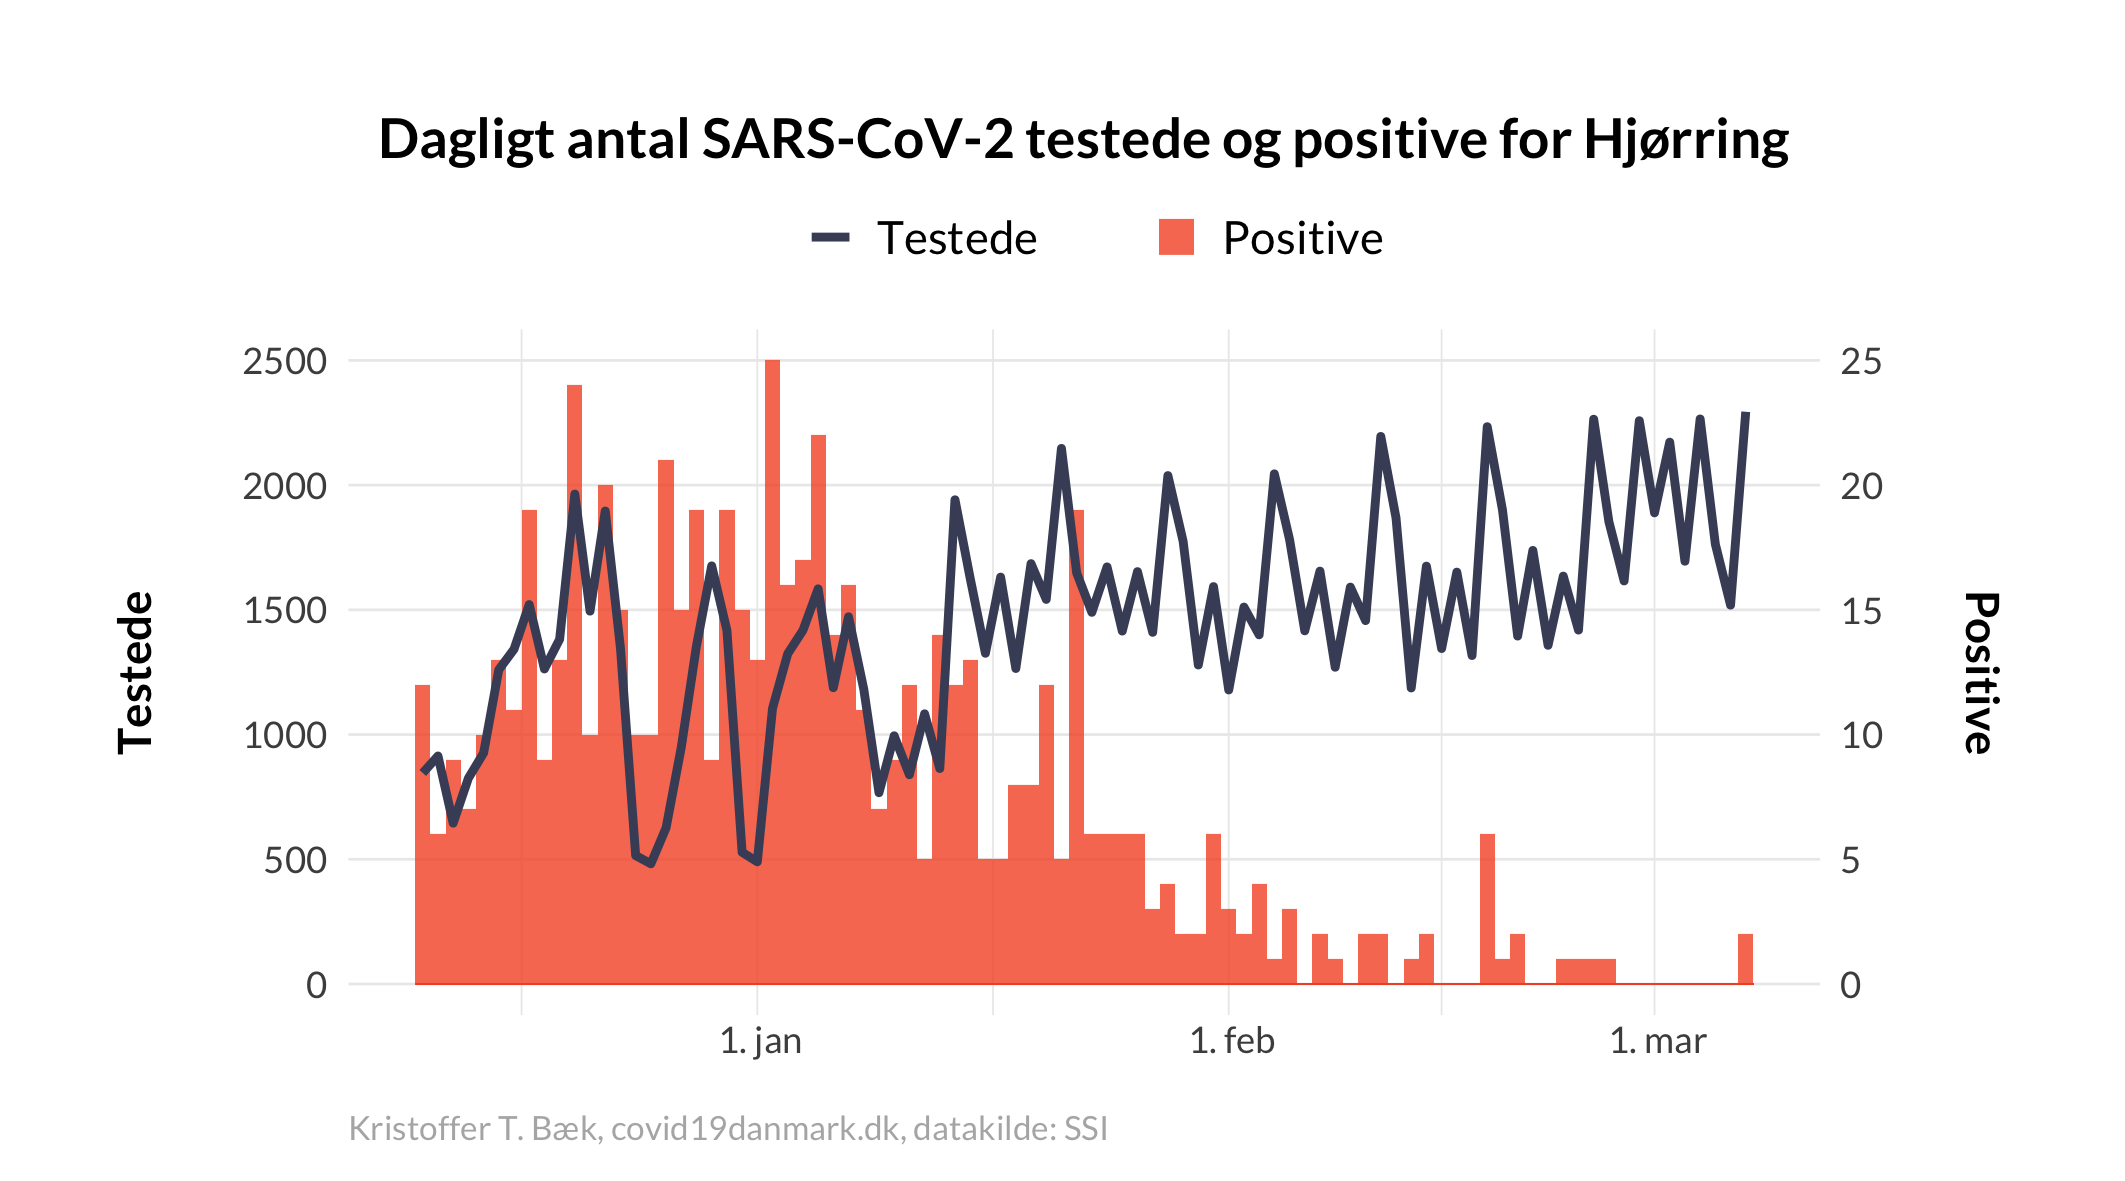 Dagligt antal SARS-CoV-2 testede og positive for Hjørring
Testede Positive
Testede
2500
2000
1500
1000
500
0
25
20
15
10
5
0
Positive
1. jan 1. feb 1. mar
Kristoffer T. Bæk, covid19danmark.dk, datakilde: SSI